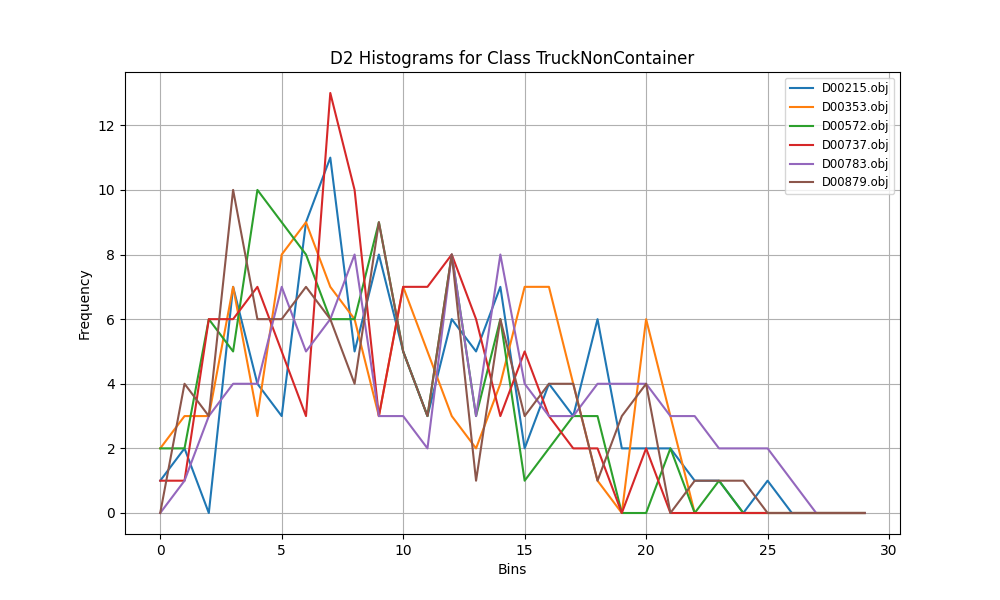 D2 Histograms for Class TruckNonContainer
D00215.obj
D00353.obj
D00572.obj
D00737.obj
D00783.obj
D00879.obj
Frequency
12
10
8
6
4
2
0
0 5 10 15 20 25 30
Bins